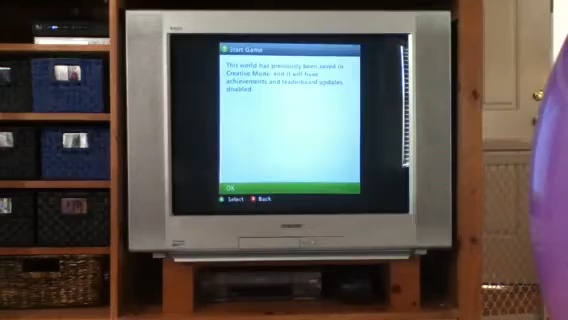 Start Game
This world has previously been saved in
Creative Mode, and it will have
achievements and leaderboard updates
disabled.
OK
Select Back